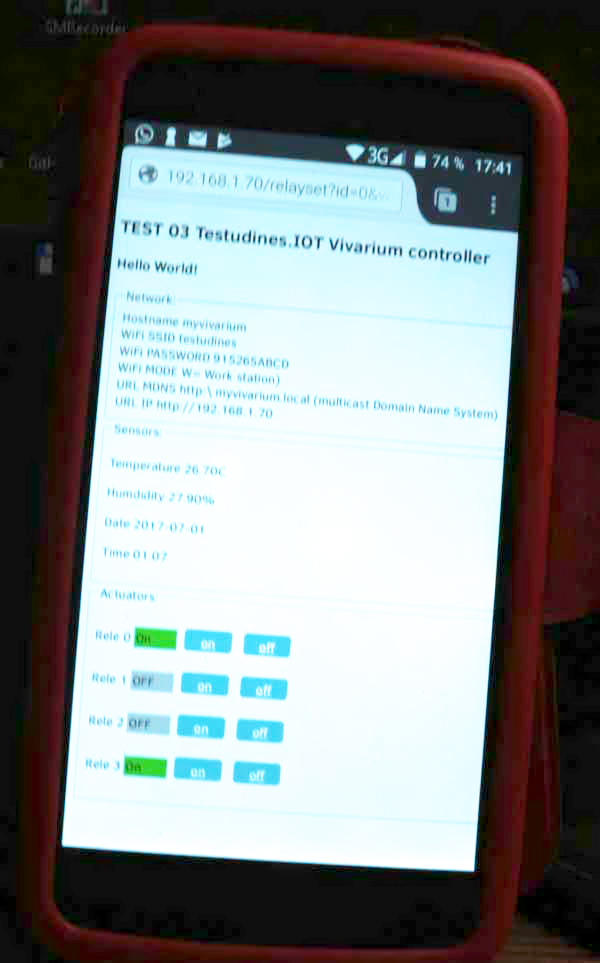 SMRecorder
3G 74 % 17:41
192.168.1.70/relayset?id=0&v
1
TEST 03 Testudines.IOT Vivarium controller
Hello World!
Network
Hostname myvivarium
WiFi SSID testudines
WiFi PASSWORD 915265ABCD
WiFi MODE W= Work station)
URL MDNS http:\ myvivarium.local (multicast Domain Name System)
URL IP http://192.168.1.70
Sensors
Temperature 26.70C
Humdidity 27.90%
Date 2017-07-01
Time 01:07
Actuators
Rele 0 On on off
Rele 1 OFF on off
Rele 2 OFF on off
Rele 3 On on off